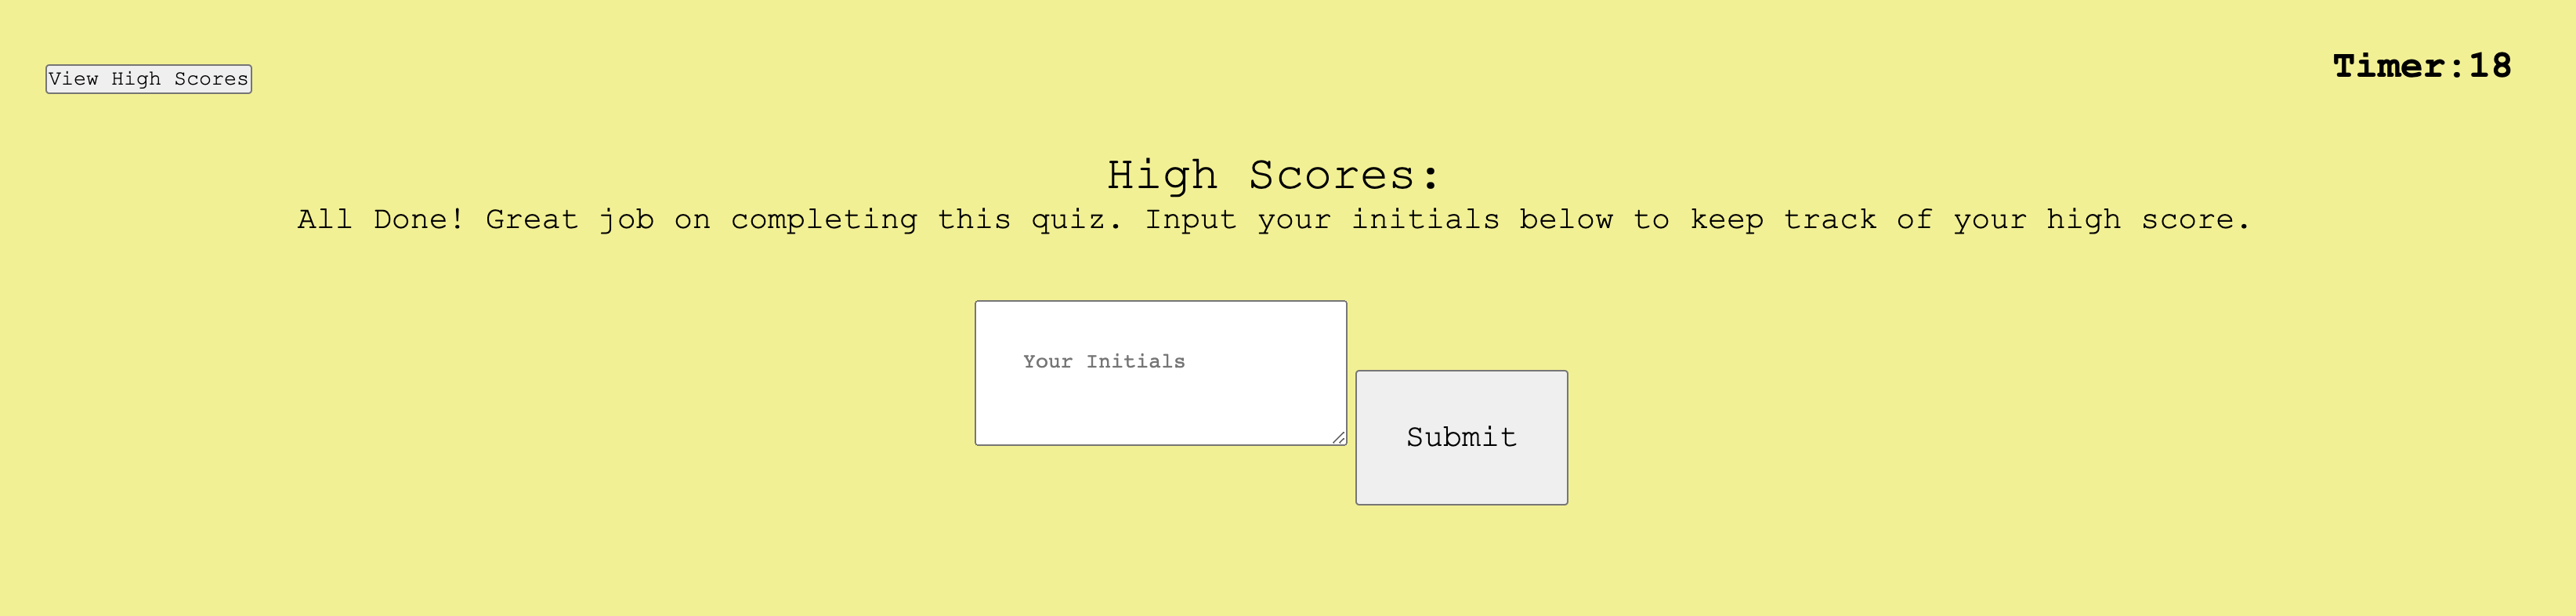 View High Scores
Timer:18
High Scores:
All Done! Great job on completing this quiz. Input your initials below to keep track of your high score.
Your Initials
Submit